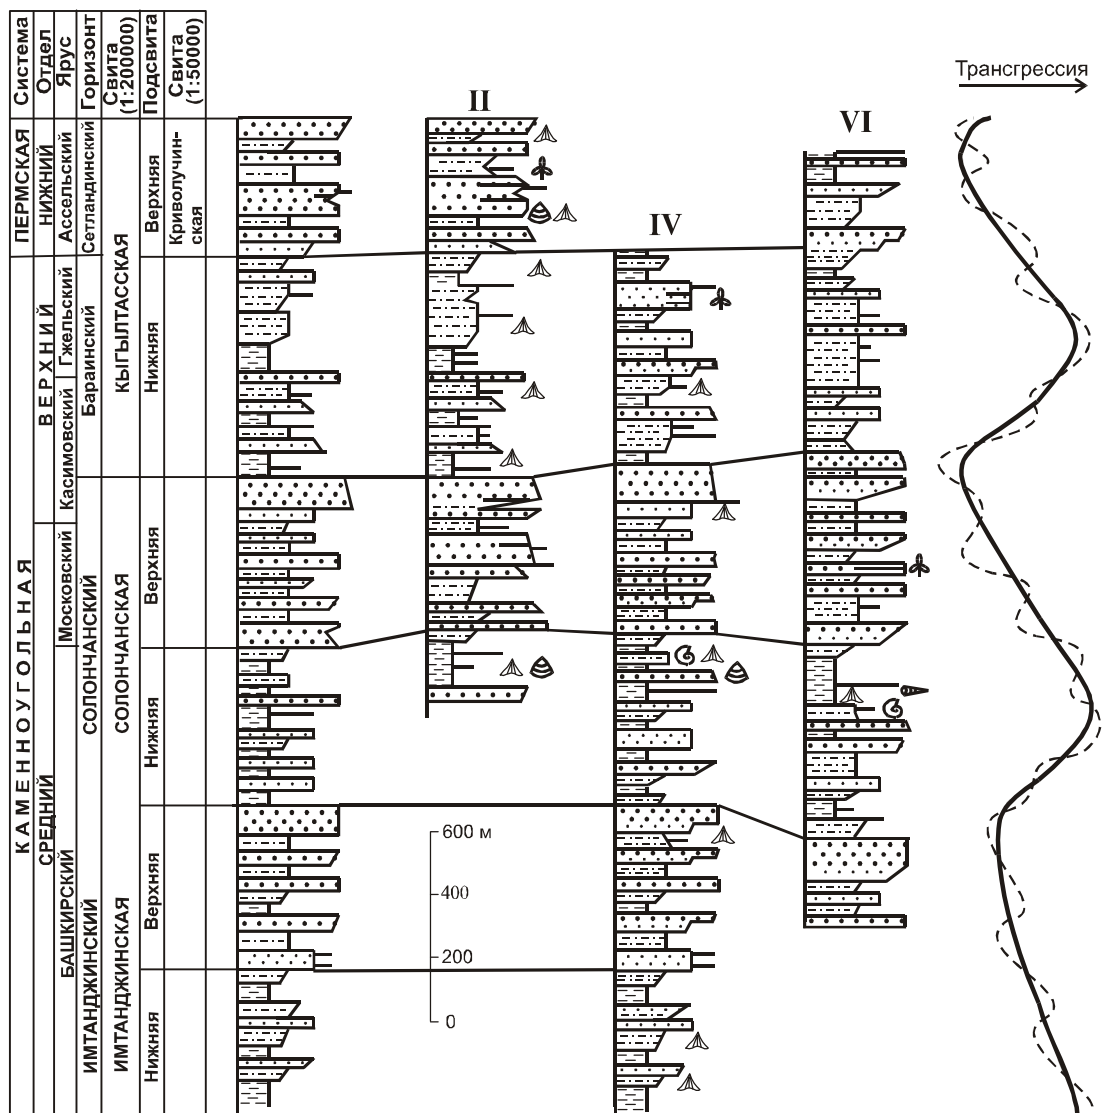 Система
Отдел
Ярус
Горизонт
Свита
(1:200000)
Подсвита
Свита
(1:50000)
Трансгрессия
II
VI
IV
ПЕРМСКАЯ
НИЖНИЙ
Ассельский
Сетландинский
Верхняя
Криволучин-
ская
КАМЕННОУГОЛЬНАЯ
ВЕРХНИЙ
Гжельский
Касимовский
Бараинский
КЫГЫЛТАССКАЯ
Нижняя
СРЕДНИЙ
Московский
СОЛОНЧАНСКИЙ
СОЛОНЧАНСКАЯ
Верхняя
Нижняя
БАШКИРСКИЙ
ИМТАНДЖИНСКИЙ
ИМТАНДЖИНСКАЯ
Верхняя
Нижняя
600 м
400
200
0